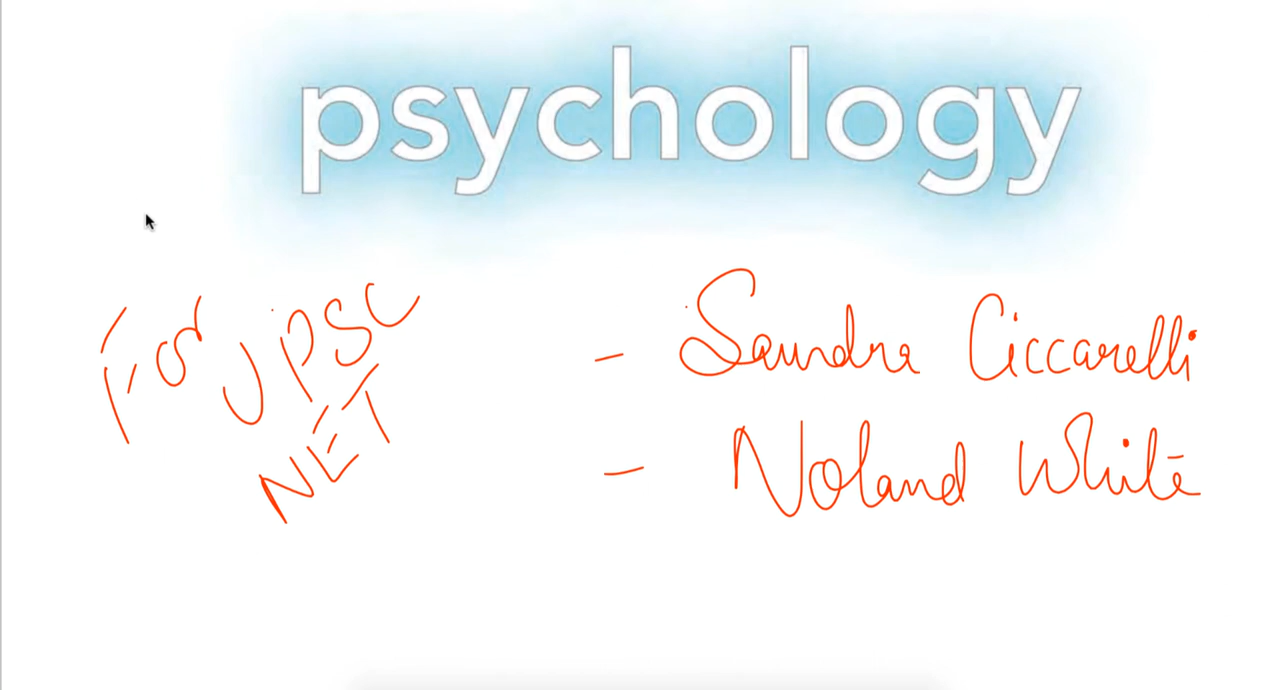 psychology
For UPSC
NET
- Saundra Ciccarelli
- Noland White